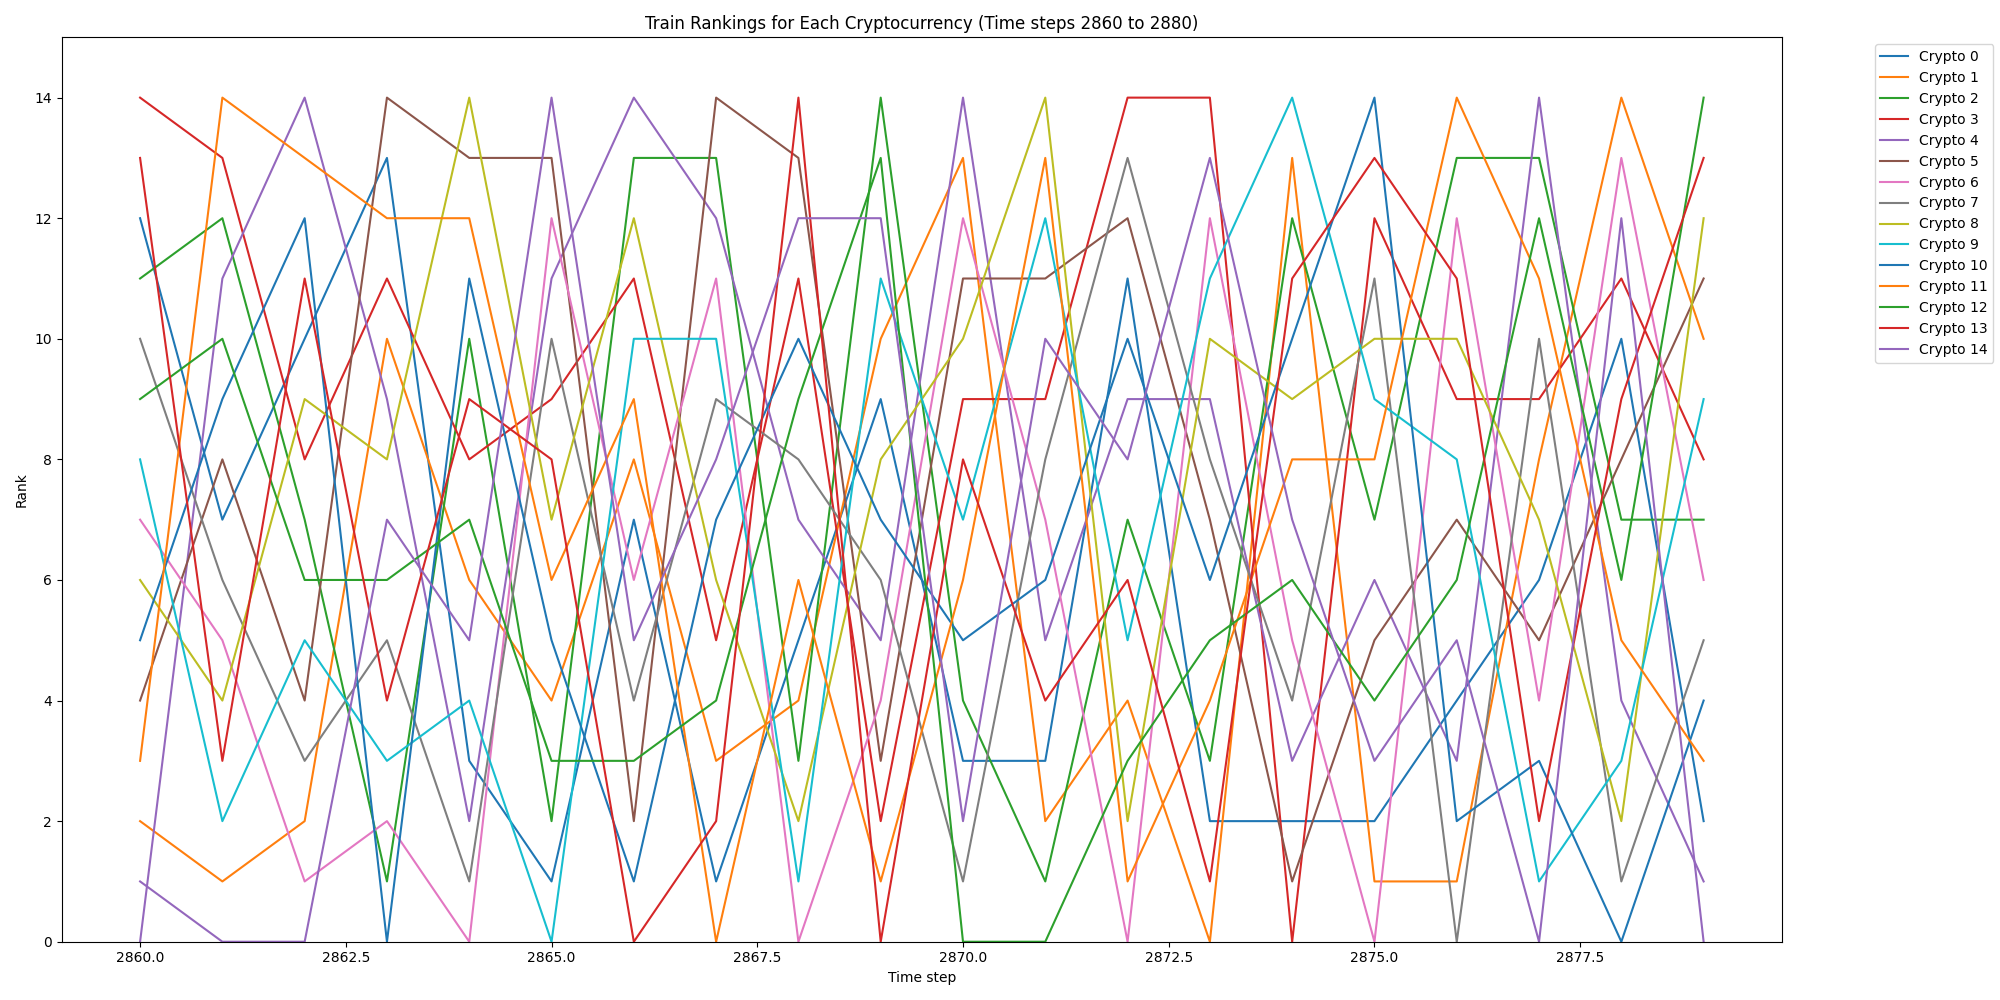 Train Rankings for Each Cryptocurrency (Time steps 2860 to 2880)
Rank
14
12
10
8
6
4
2
0
2860.0 2862.5 2865.0 2867.5 2870.0 2872.5 2875.0 2877.5
Time step
Crypto 0
Crypto 1
Crypto 2
Crypto 3
Crypto 4
Crypto 5
Crypto 6
Crypto 7
Crypto 8
Crypto 9
Crypto 10
Crypto 11
Crypto 12
Crypto 13
Crypto 14